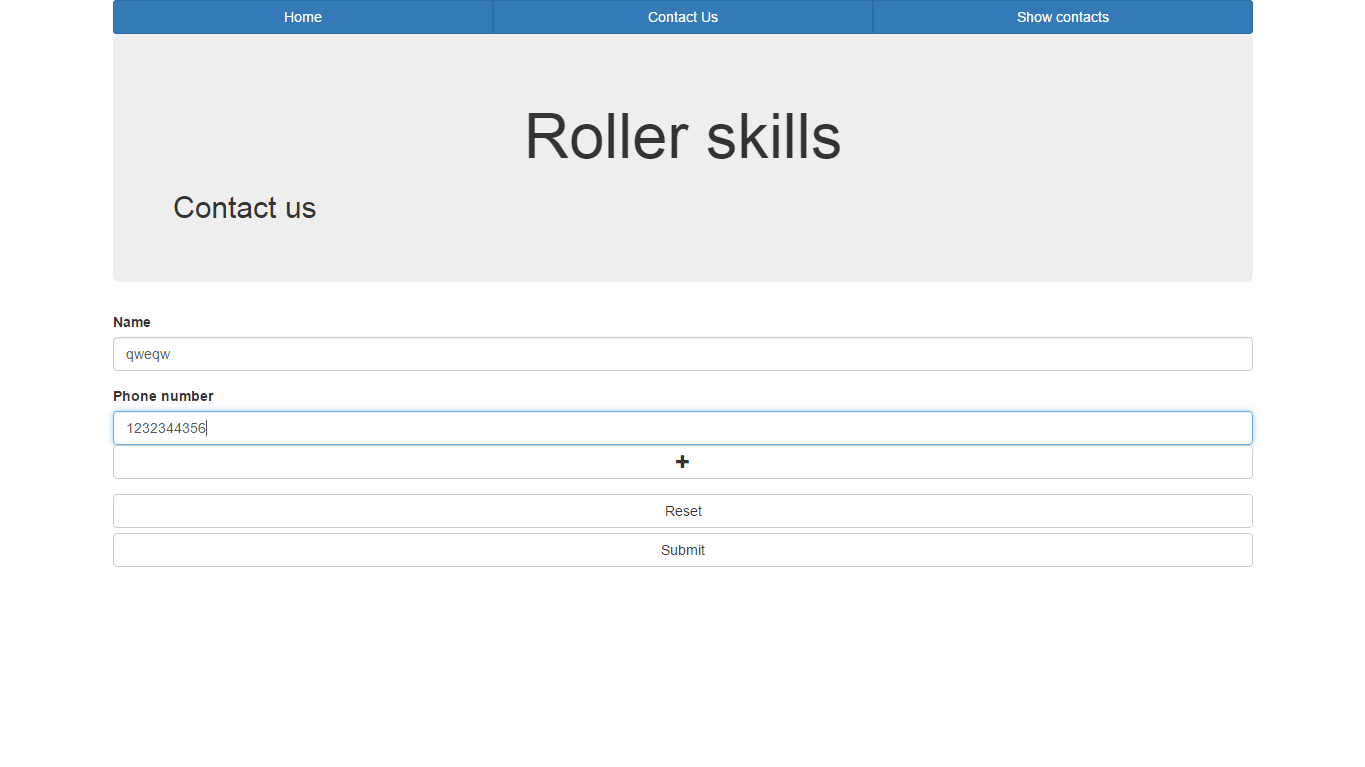 Home Contact Us Show contacts
Roller skills
Contact us
Name
qweqw
Phone number
1232344356
Reset
Submit